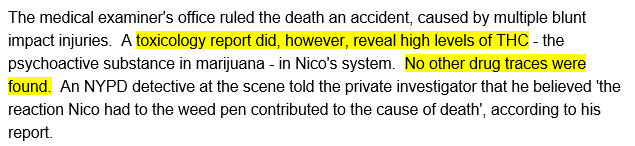 The medical examiner's office ruled the death an accident, caused by multiple blunt
impact injuries.  A toxicology report did, however, reveal high levels of THC - the
psychoactive substance in marijuana - in Nico's system.  No other drug traces were
found.  An NYPD detective at the scene told the private investigator that he believed 'the
reaction Nico had to the weed pen contributed to the cause of death', according to his
report.